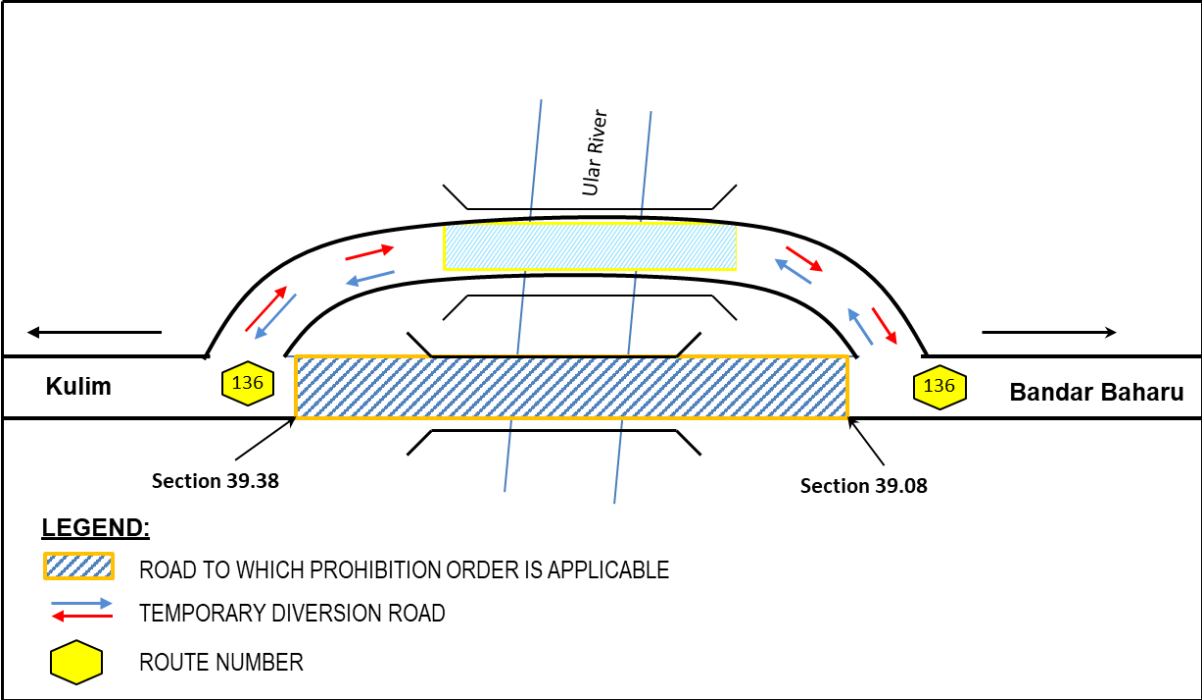 Ular River
Kulim
136
136
Bandar Baharu
Section 39.38
Section 39.08
LEGEND:
ROAD TO WHICH PROHIBITION ORDER IS APPLICABLE
TEMPORARY DIVERSION ROAD
ROUTE NUMBER